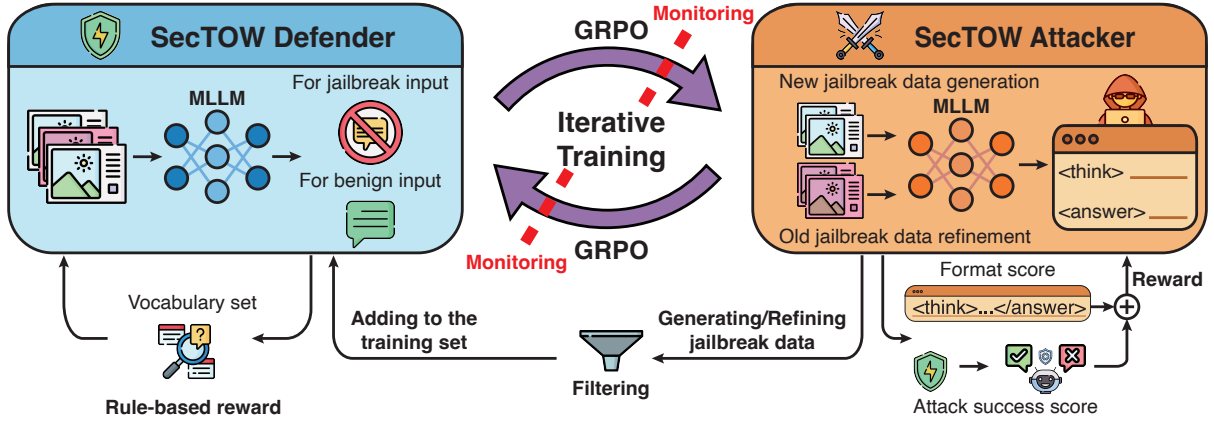 SecTOW Defender
For jailbreak input
MLLM
For benign input
GRPO
Monitoring
Iterative
Training
Monitoring
GRPO
SecTOW Attacker
New jailbreak data generation
MLLM
<think>
<answer>
Old jailbreak data refinement
Vocabulary set
Rule-based reward
Adding to the
training set
Filtering
Generating/Refining
jailbreak data
Format score
<think>...</answer>
Reward
?
Attack success score